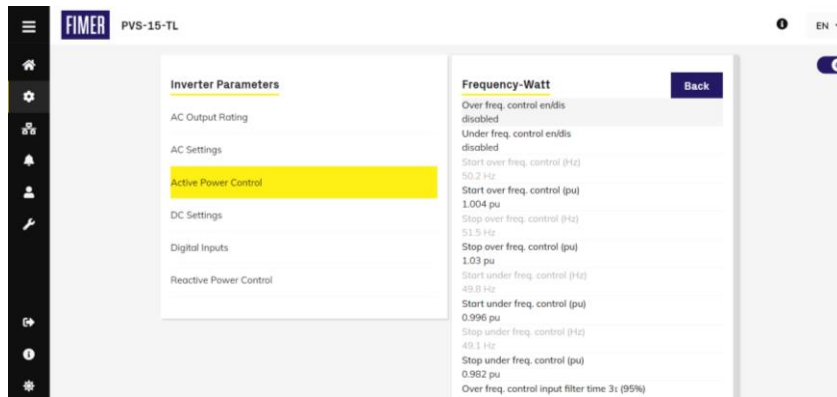 FIMER PVS-15-TL
EN
Inverter Parameters
AC Output Rating
AC Settings
Active Power Control
DC Settings
Digital Inputs
Reactive Power Control
Frequency-Watt
Back
Over freq. control en/dis
disabled
Under freq. control en/dis
disabled
Start over freq. control (Hz)
50.2 Hz
Start over freq. control (pu)
1.004 pu
Stop over freq. control (Hz)
51.5 Hz
Stop over freq. control (pu)
1.03 pu
Start under freq. control (Hz)
49.8 Hz
Start under freq. control (pu)
0.996 pu
Stop under freq. control (Hz)
49.1 Hz
Stop under freq. control (pu)
0.982 pu
Over freq. control input filter time 3τ (95%)